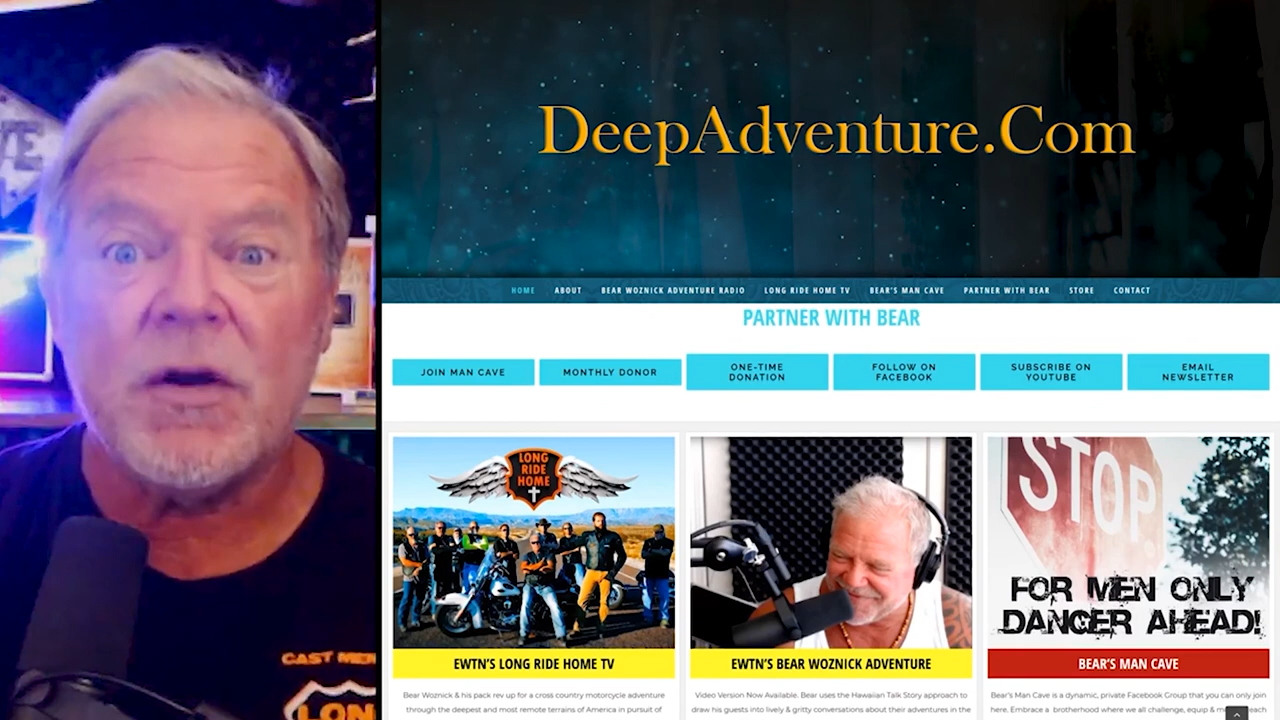 DeepAdventure.Com
HOME ABOUT BEAR WOZNICK ADVENTURE RADIO LONG RIDE HOME TV BEAR'S MAN CAVE PARTNER WITH BEAR STORE CONTACT
PARTNER WITH BEAR
JOIN MAN CAVE
MONTHLY DONOR
ONE-TIME
DONATION
FOLLOW ON
FACEBOOK
SUBSCRIBE ON
YOUTUBE
EMAIL
NEWSLETTER
LONG
RIDE
HOME
STOP
FOR MEN ONLY
DANGER AHEAD!
EWTN'S LONG RIDE HOME TV
EWTN'S BEAR WOZNICK ADVENTURE
BEAR'S MAN CAVE
Bear Woznick & his pack rev up for a cross country motorcycle adventure
through the deepest and most remote terrains of America in pursuit of
Video Version Now Available. Bear uses the Hawaiian Talk Story approach to
draw his guests into lively & gritty conversations about their adventures in the
Bear's Man Cave is a dynamic, private Facebook Group that you can only join
here. Embrace a brotherhood where we all challenge, equip & each
CAST
LON